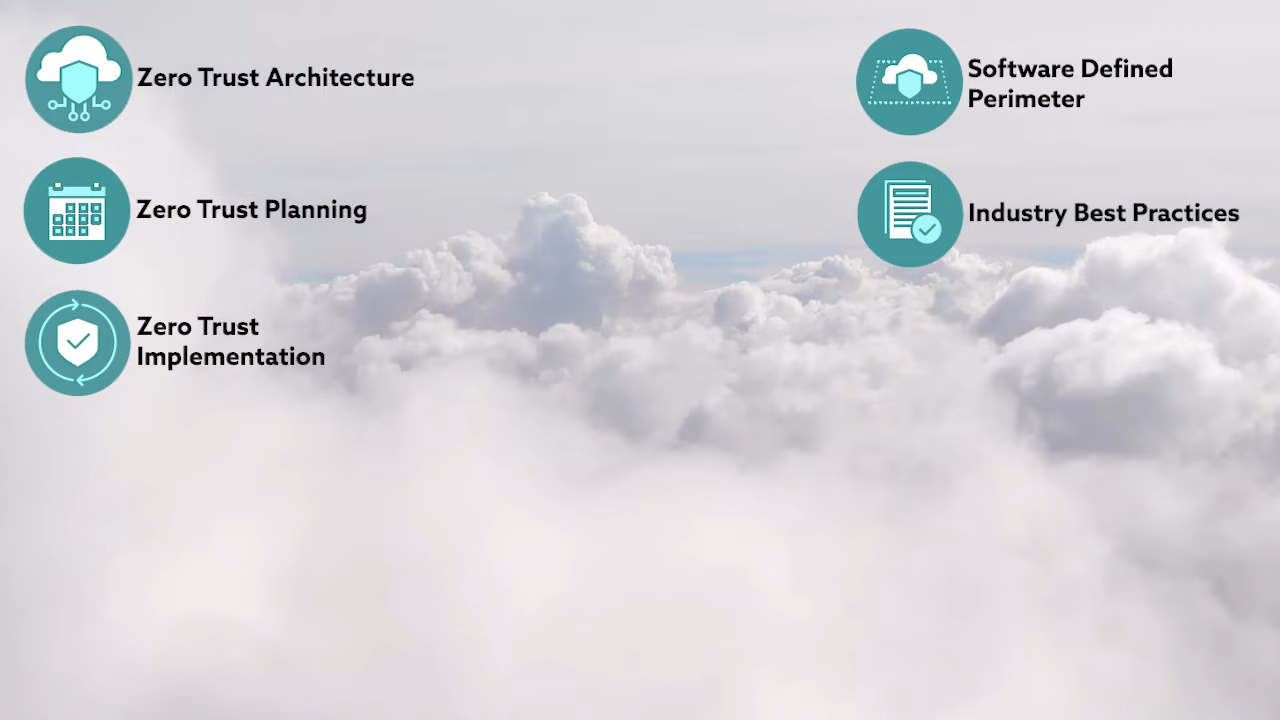 Zero Trust Architecture
Zero Trust Planning
Zero Trust
Implementation
Software Defined
Perimeter
Industry Best Practices